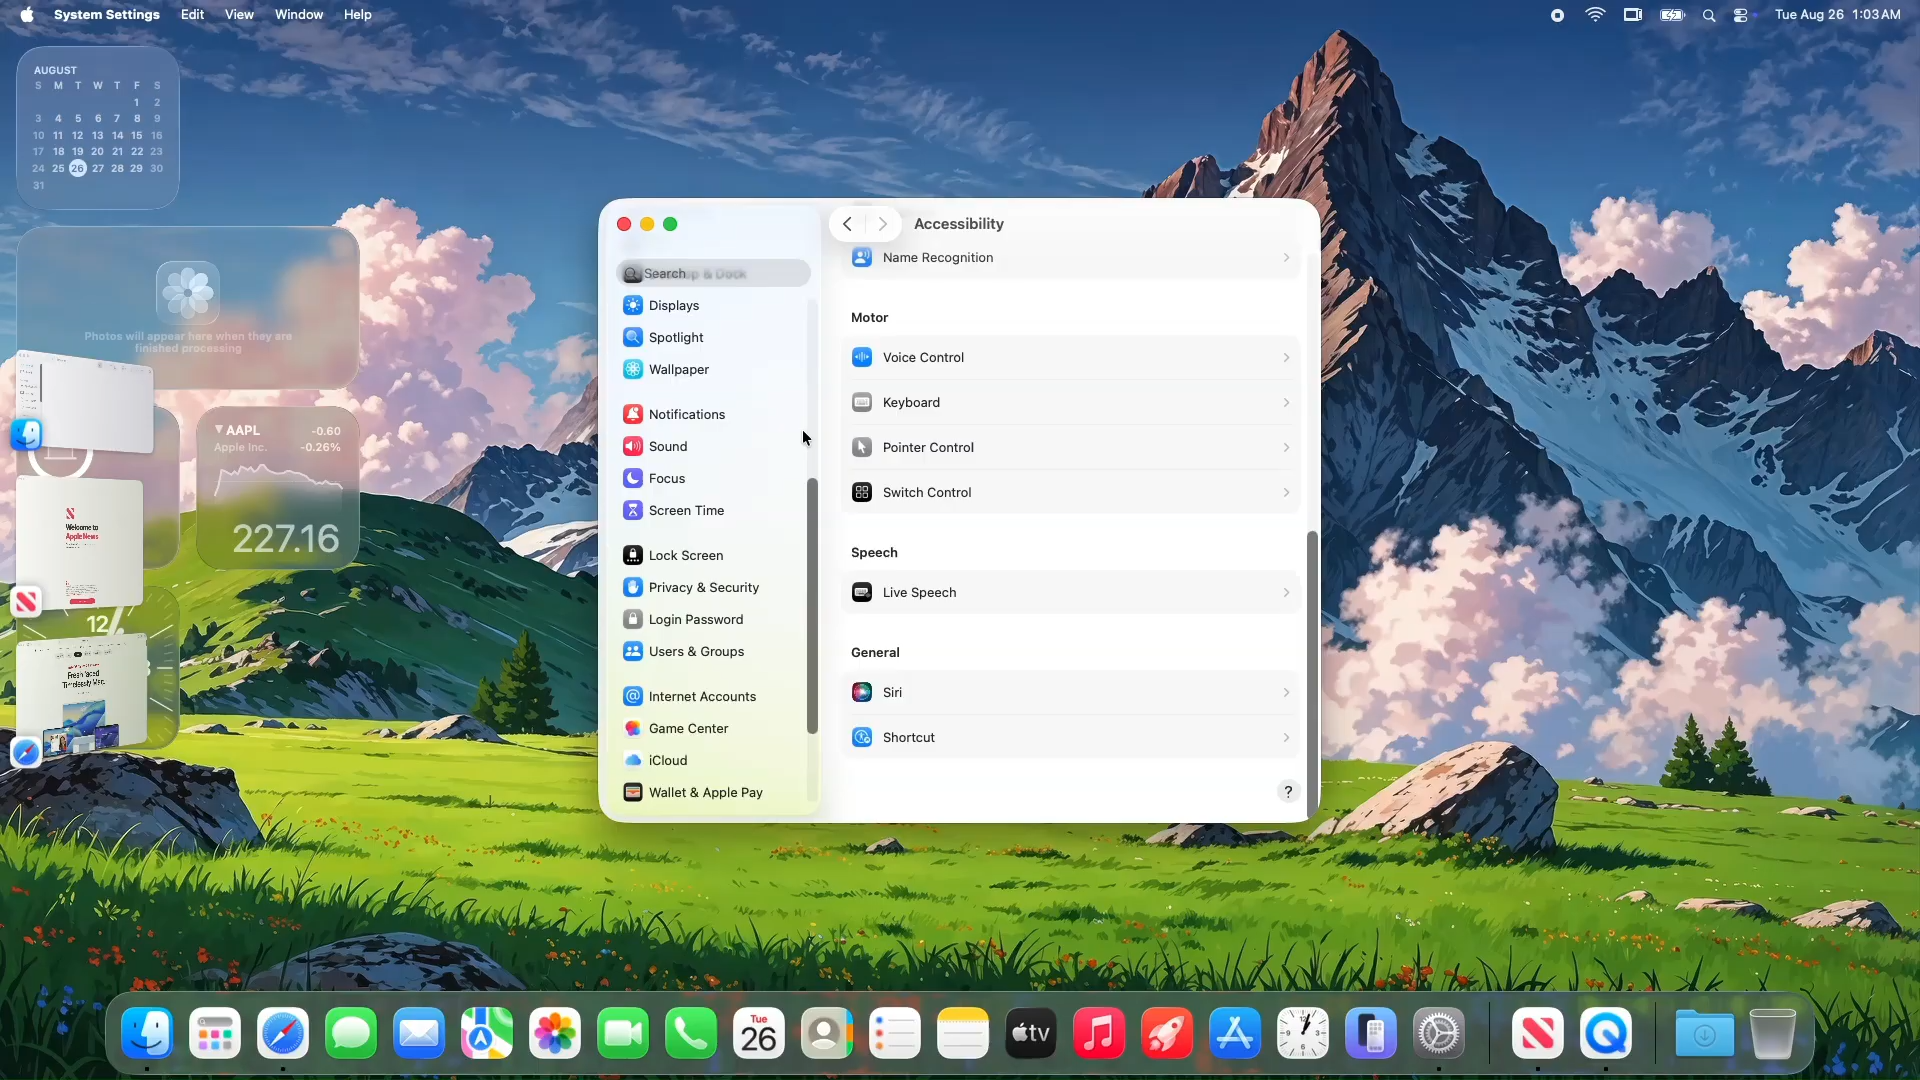 System Settings Edit View Window Help
Tue Aug 26 1:03 AM
AUGUST
S M T W T F S
1 2
3 4 5 6 7 8 9
10 11 12 13 14 15 16
17 18 19 20 21 22 23
24 25 26 27 28 29 30
31
Photos will appear here when they are
finished processing
AAPL -0.60
Apple Inc. -0.26%
227.16
Welcome to
Apple News
12
Search
Displays
Spotlight
Wallpaper
Notifications
Sound
Focus
Screen Time
Lock Screen
Privacy & Security
Login Password
Users & Groups
Internet Accounts
Game Center
iCloud
Wallet & Apple Pay
Accessibility
Name Recognition
Motor
Voice Control
Keyboard
Pointer Control
Switch Control
Speech
Live Speech
General
Siri
Shortcut
?
Tue
26
tv